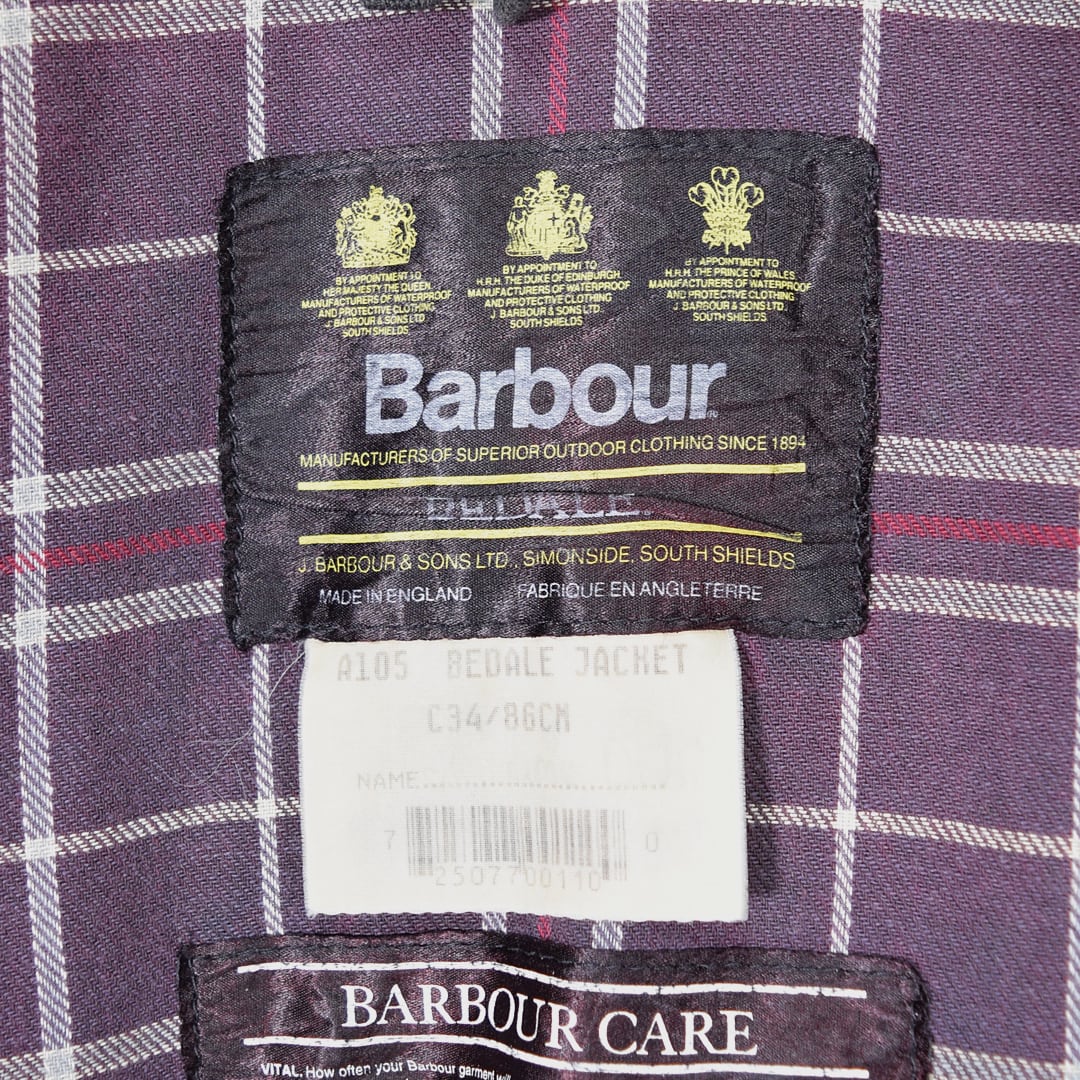 BY APPOINTMENT TO
HER MAJESTY THE QUEEN
MANUFACTURERS OF WATERPROOF
AND PROTECTIVE CLOTHING
J. BARBOUR & SONS LTD
SOUTH SHIELDS
BY APPOINTMENT TO
H.R.H. THE DUKE OF EDINBURGH
MANUFACTURERS OF WATERPROOF
AND PROTECTIVE CLOTHING
J. BARBOUR & SONS LTD.
SOUTH SHIELDS
BY APPOINTMENT TO
H.R.H. THE PRINCE OF WALES
MANUFACTURERS OF WATERPROOF
AND PROTECTIVE CLOTHING
J. BARBOUR & SONS LTD.
SOUTH SHIELDS
Barbour
MANUFACTURERS OF SUPERIOR OUTDOOR CLOTHING SINCE 1894
BEDALE
J. BARBOUR & SONS LTD., SIMONSIDE, SOUTH SHIELDS
MADE IN ENGLAND FABRIQUE EN ANGLETERRE
A105 BEDALE JACKET
C34/86CM
NAME
7 2507700110 0
BARBOUR CARE
VITAL. How often your Barbour garment